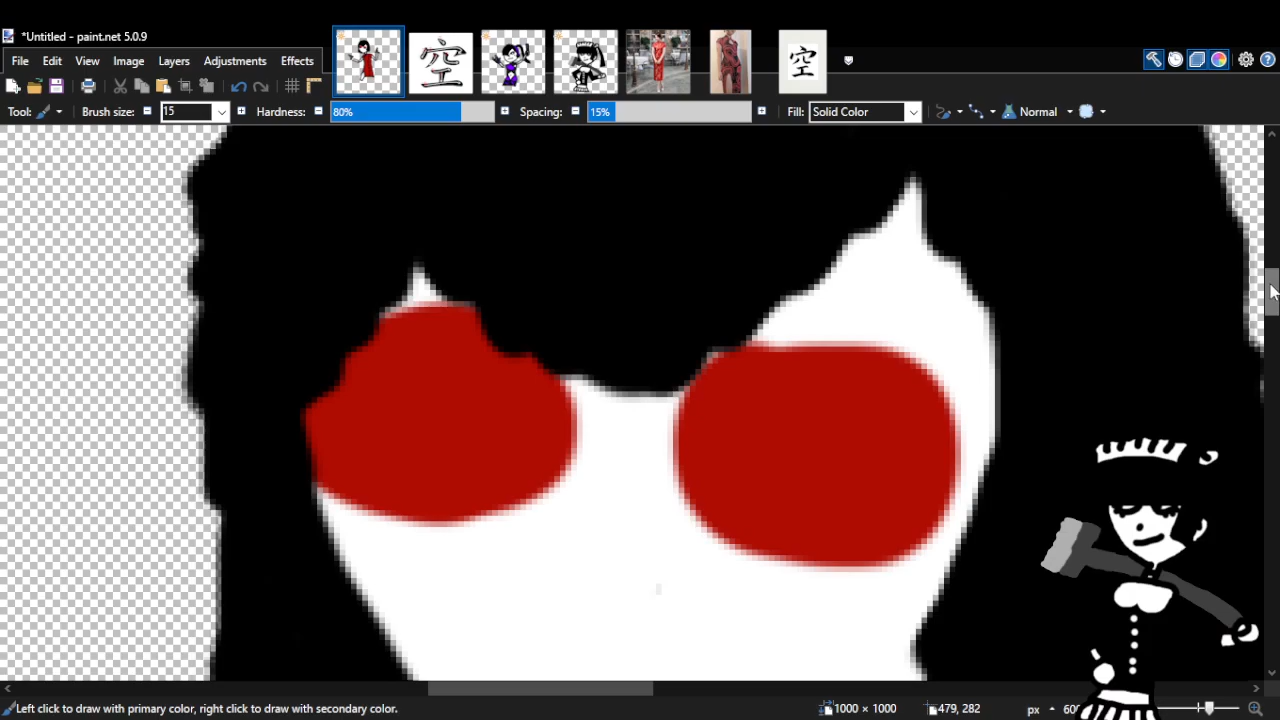 *Untitled - paint.net 5.0.9
File Edit View Image Layers Adjustments Effects
空
空
Tool: Brush size: 15 Hardness: 80% Spacing: 15% Fill: Solid Color Normal
Left click to draw with primary color, right click to draw with secondary color. 1000 × 1000 479, 282 px